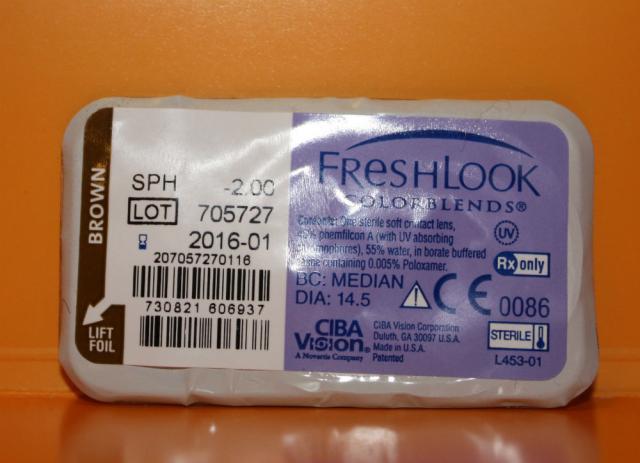 BROWN
LIFT
FOIL
SPH -2.00
LOT 705727
2016-01
207057270116
730821 606937
FRESHLOOK
COLORBLENDS®
Contents: One sterile soft contact lens,
phemfilcon A (with UV absorbing
55% water, in borate buffered
containing 0.005% Poloxamer.
UV
Rx only
BC: MEDIAN
DIA: 14.5
CE 0086
CIBA
VISION®
A Novartis Company
CIBA Vision Corporation
Duluth, GA 30097 U.S.A.
Made in U.S.A.
Patented
STERILE
L453-01